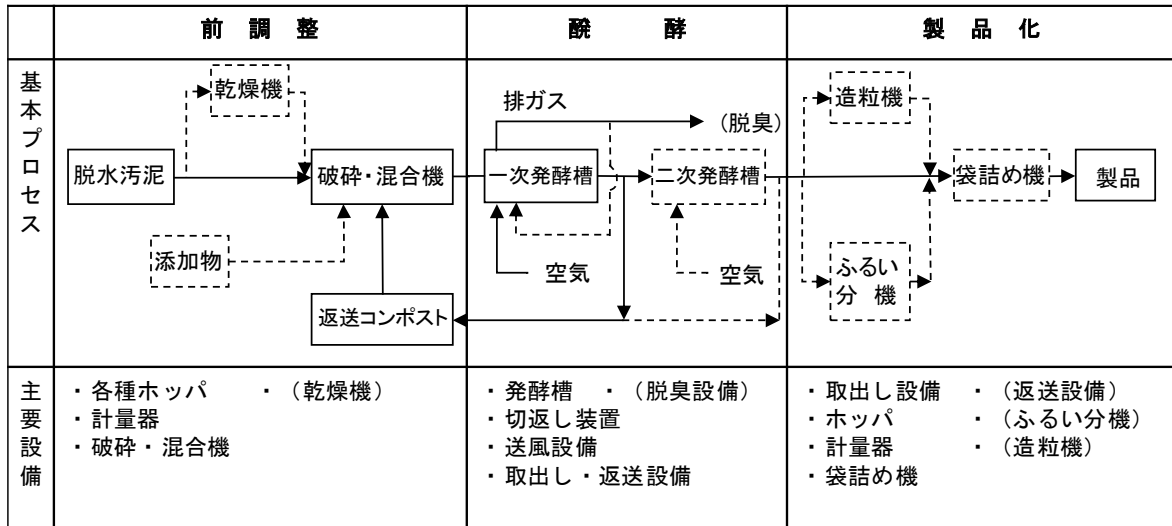 前調整
醗酵
製品化
基本プロセス
乾燥機
脱水汚泥
破砕・混合機
添加物
返送コンポスト
排ガス
（脱臭）
一次発酵槽
二次発酵槽
空気
空気
造粒機
袋詰め機
製品
ふるい
分機
主要設備
・各種ホッパ ・（乾燥機）
・計量器
・破砕・混合機
・発酵槽 ・（脱臭設備）
・切返し装置
・送風設備
・取出し・返送設備
・取出し設備 ・（返送設備）
・ホッパ ・（ふるい分機）
・計量器 ・（造粒機）
・袋詰め機